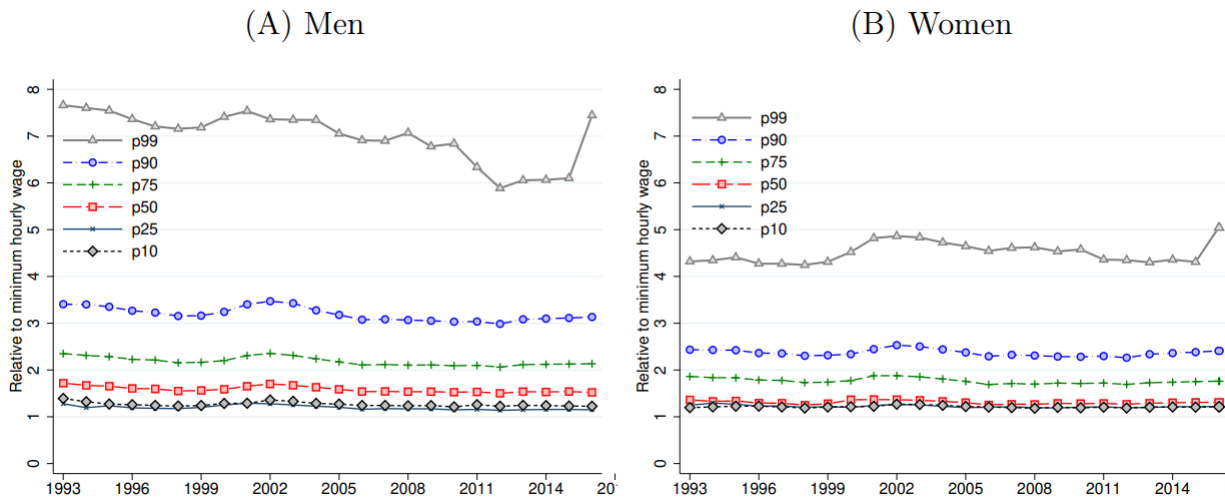 (A) Men
Relative to minimum hourly wage
8
7
6
5
4
3
2
1
0
p99
p90
p75
p50
p25
p10
1993 1996 1999 2002 2005 2008 2011 2014 201
(B) Women
Relative to minimum hourly wage
8
7
6
5
4
3
2
1
0
p99
p90
p75
p50
p25
p10
1993 1996 1999 2002 2005 2008 2011 2014